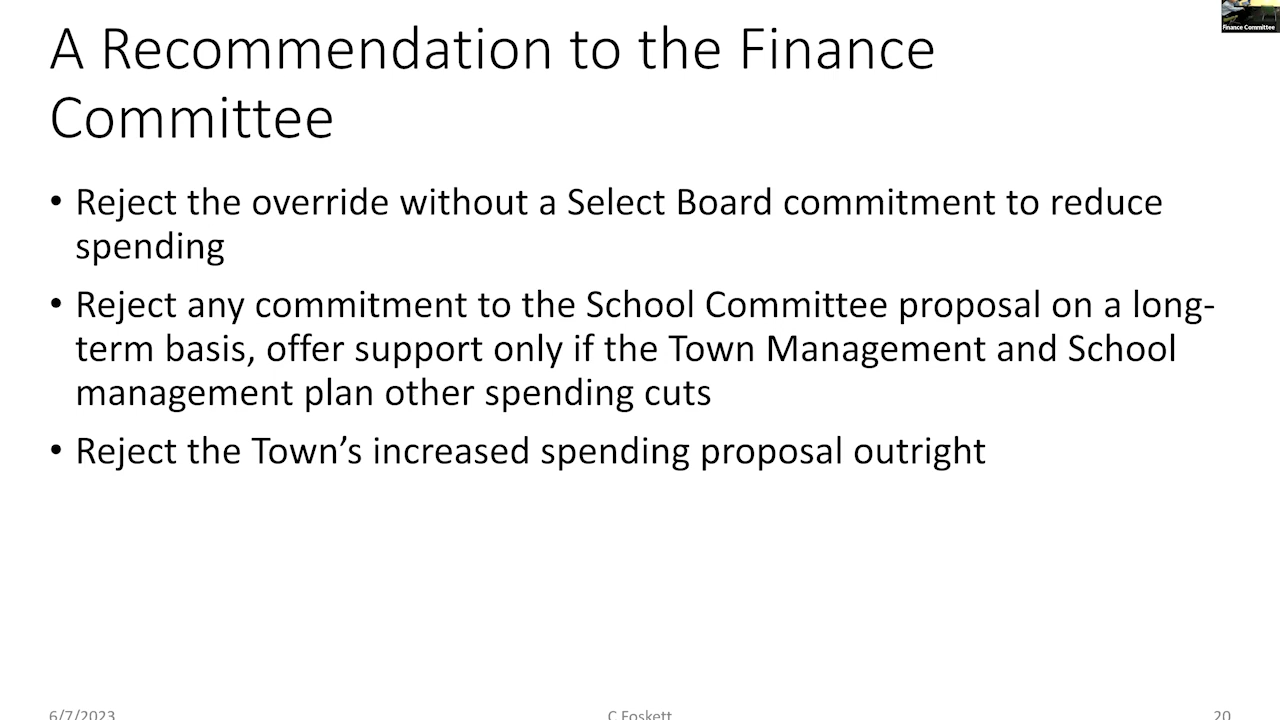 Finance Committee
A Recommendation to the Finance
Committee
• Reject the override without a Select Board commitment to reduce
spending
• Reject any commitment to the School Committee proposal on a long-
term basis, offer support only if the Town Management and School
management plan other spending cuts
• Reject the Town’s increased spending proposal outright
6/7/2023
C Foskett
20